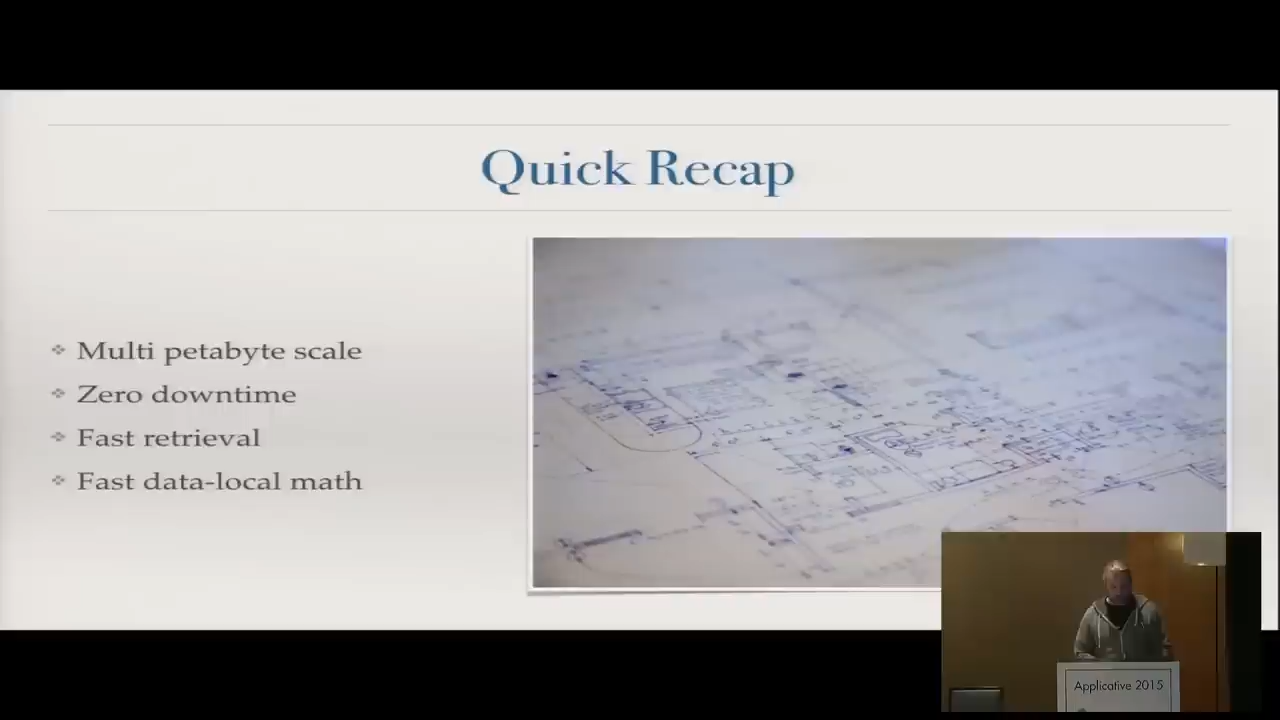 Quick Recap
Multi petabyte scale
Zero downtime
Fast retrieval
Fast data-local math
Applicative 2015